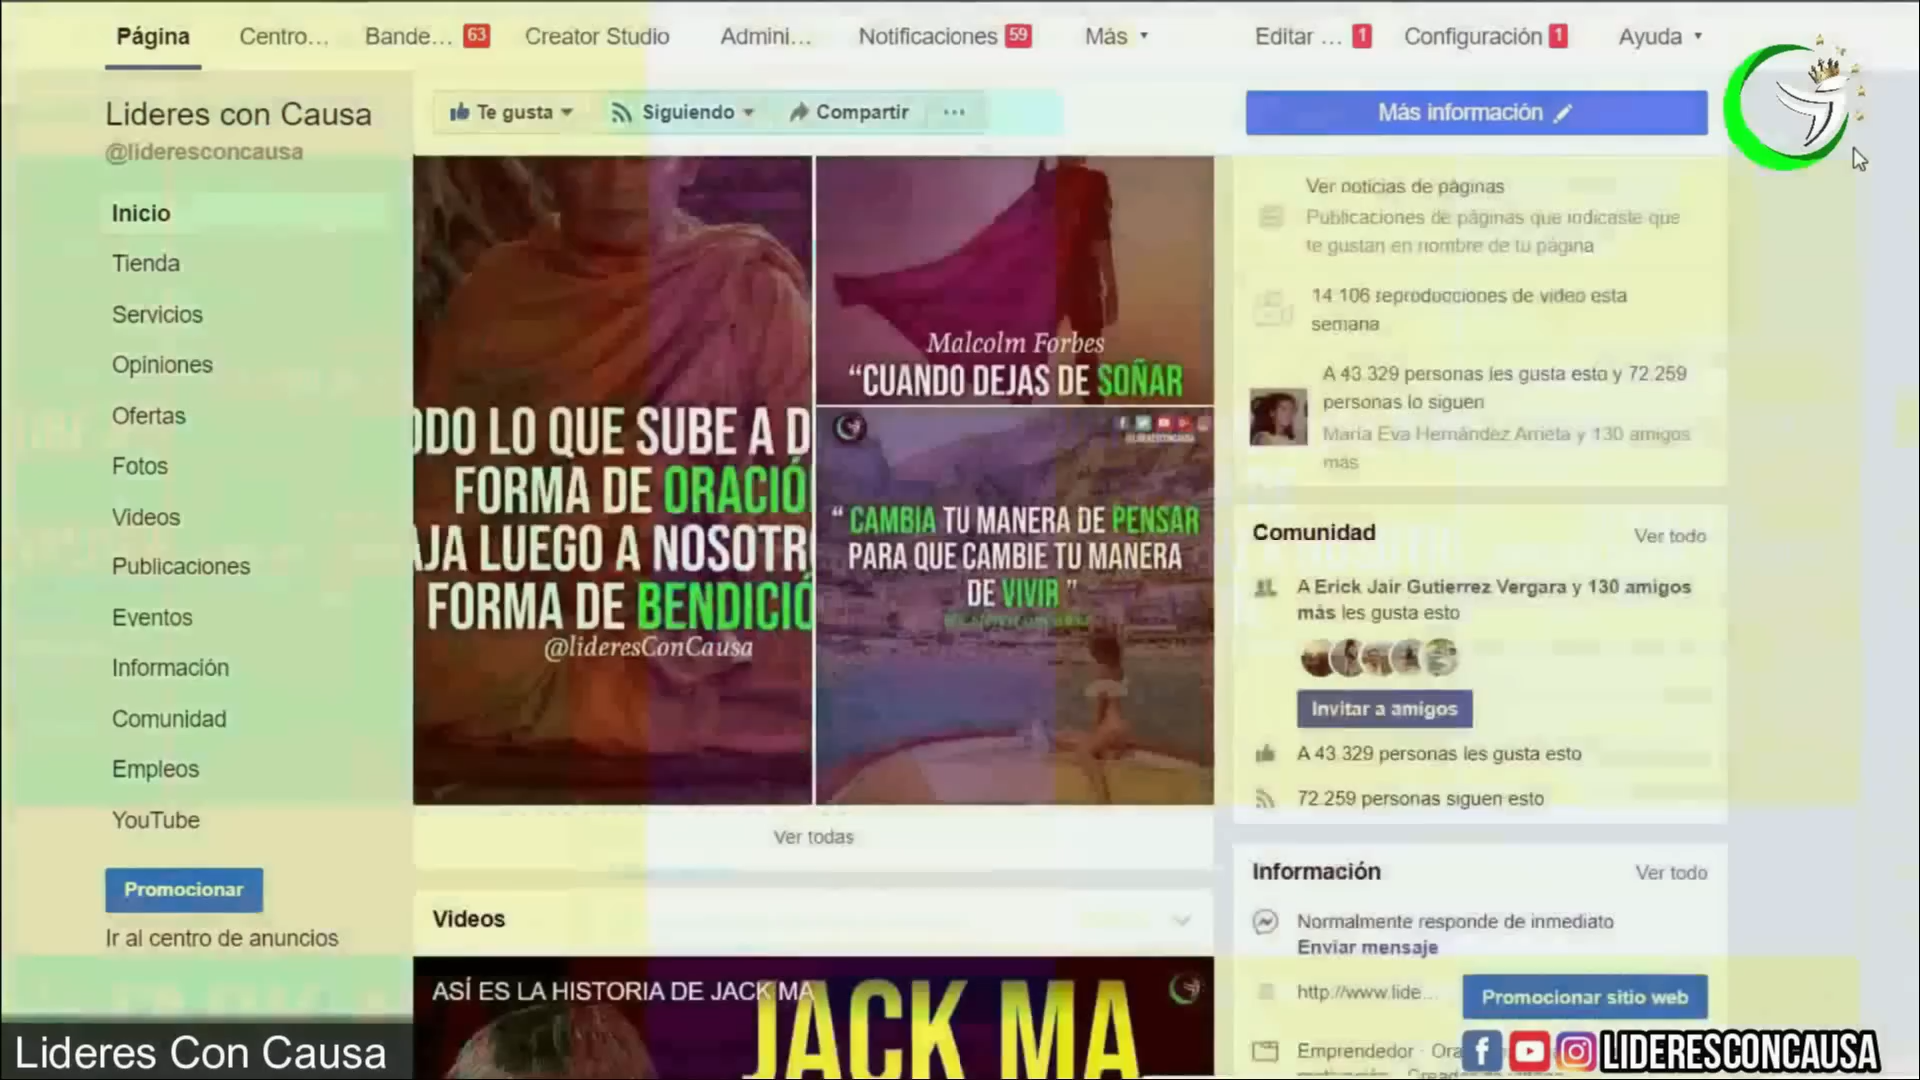 Página
Centro...
Bande... 63
Creator Studio
Admini...
Notificaciones 59
Más
Editar ... 1
Configuración 1
Ayuda
Lideres con Causa
@lideresconcausa
Te gusta
Siguiendo
Compartir
...
Más información
Inicio
Tienda
Servicios
Opiniones
Ofertas
Fotos
Videos
Publicaciones
Eventos
Información
Comunidad
Empleos
YouTube
Promocionar
Ir al centro de anuncios
ODO LO QUE SUBE A D
FORMA DE ORACIÓ
AJA LUEGO A NOSOTR
FORMA DE BENDICIÓ
@lideresConCausa
Malcolm Forbes
“CUANDO DEJAS DE SOÑAR
@LIDERESCONCAUSA
“ CAMBIA TU MANERA DE PENSAR
PARA QUE CAMBIE TU MANERA
DE VIVIR ”
Ver todas
Videos
ASÍ ES LA HISTORIA DE JACK MA
JACK MA
Ver noticias de páginas
Publicaciones de páginas que indicaste que
te gustan en nombre de tu página
14 106 reproducciones de video esta
semana
A 43 329 personas les gusta esto y 72.259
personas lo siguen
Maria Eva Hernández Arrieta y 130 amigos
más
Comunidad
Ver todo
A Erick Jair Gutierrez Vergara y 130 amigos
más les gusta esto
Invitar a amigos
A 43 329 personas les gusta esto
72.259 personas siguen esto
Información
Ver todo
Normalmente responde de inmediato
Enviar mensaje
http://www.lide...
Promocionar sitio web
Emprendedor · Ora
Lideres Con Causa
LIDERESCONCAUSA